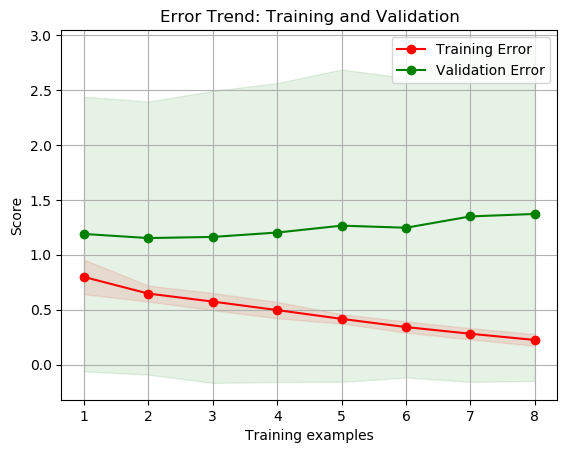 Error Trend: Training and Validation
Training Error
Validation Error
Score
3.0
2.5
2.0
1.5
1.0
0.5
0.0
1 2 3 4 5 6 7 8
Training examples